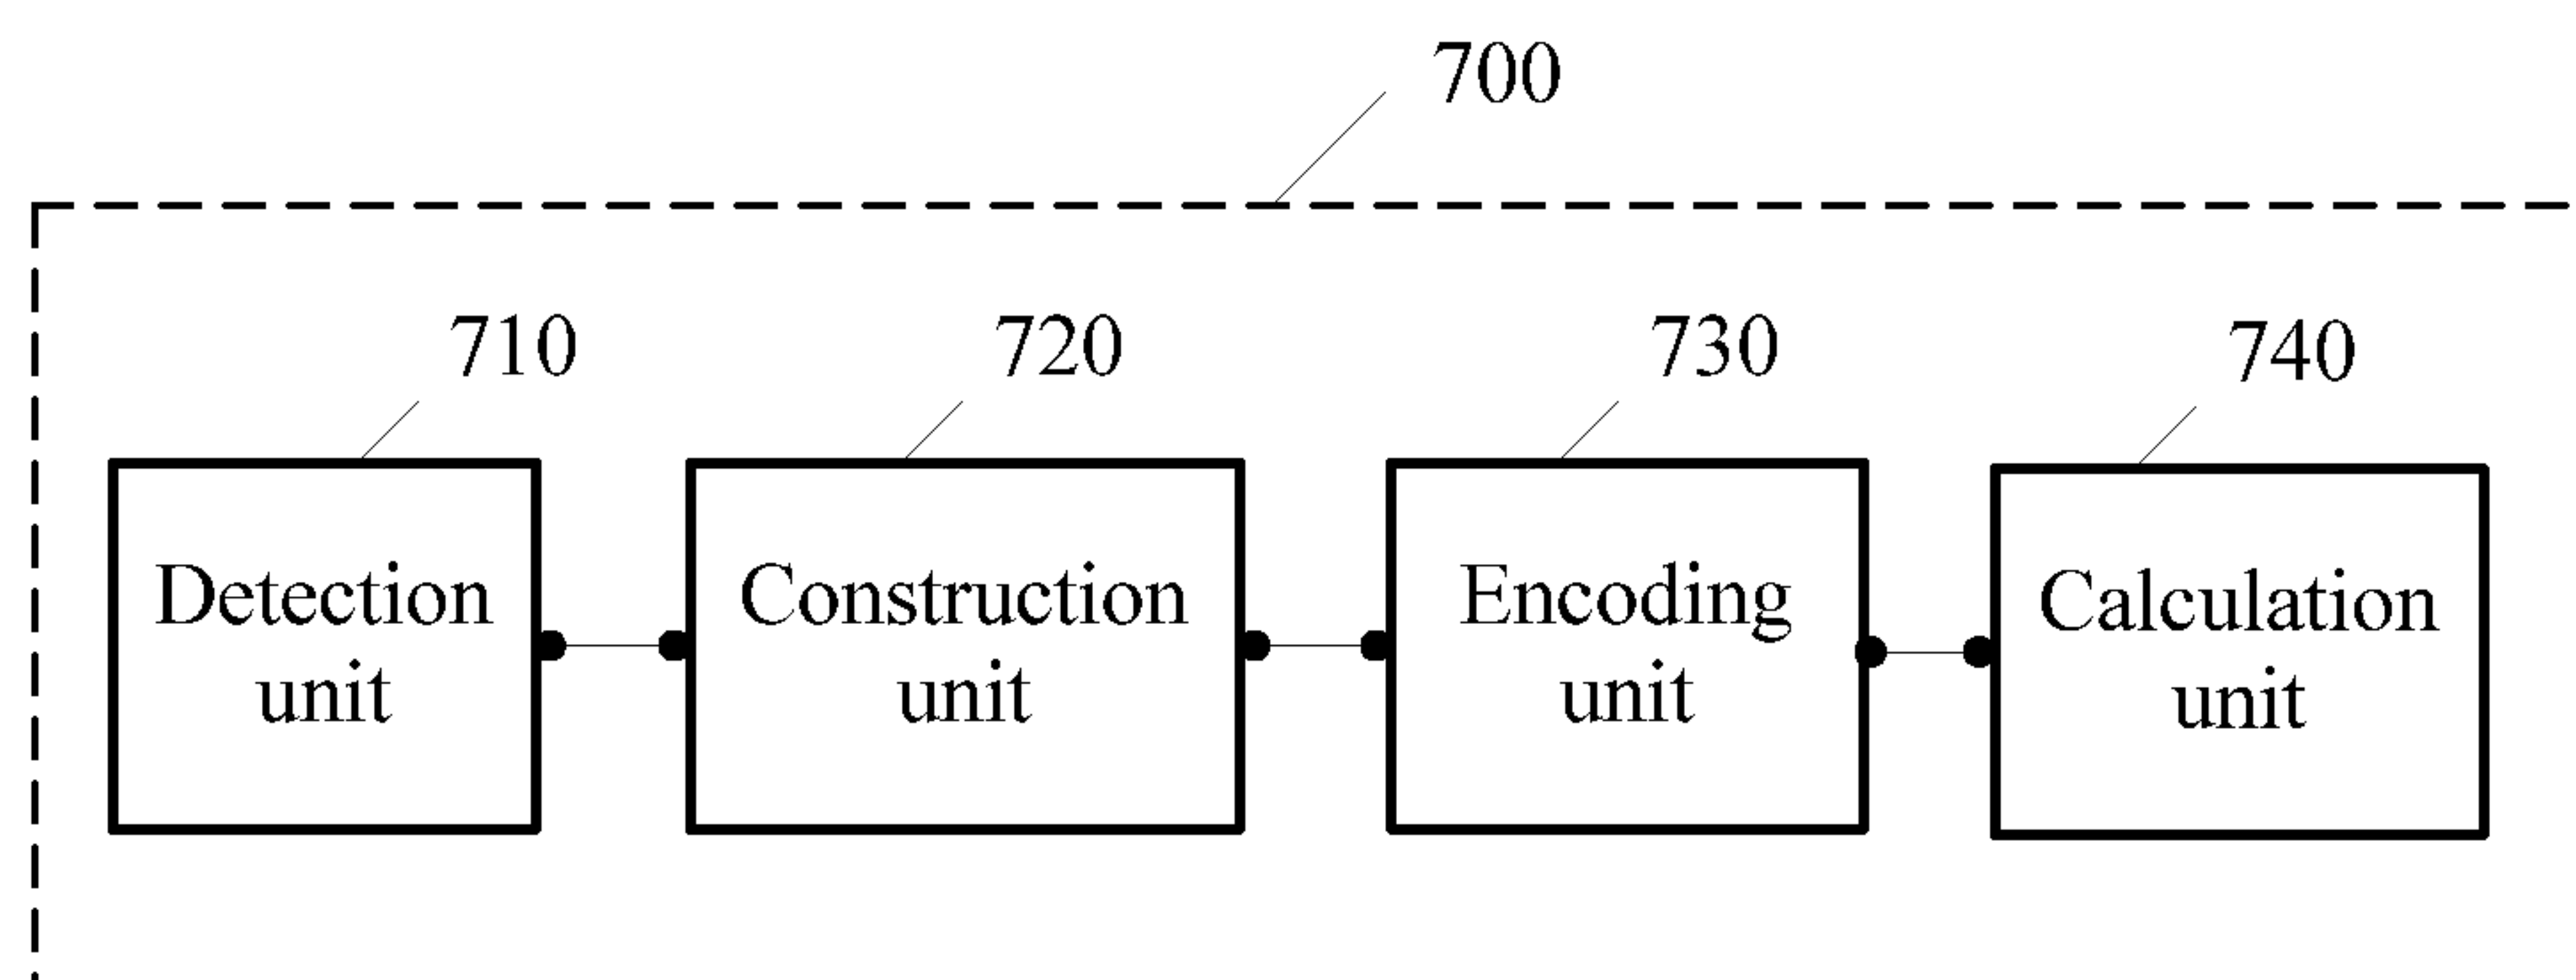 700
710
720
730
740
Detection
unit
Construction
unit
Encoding
unit
Calculation
unit